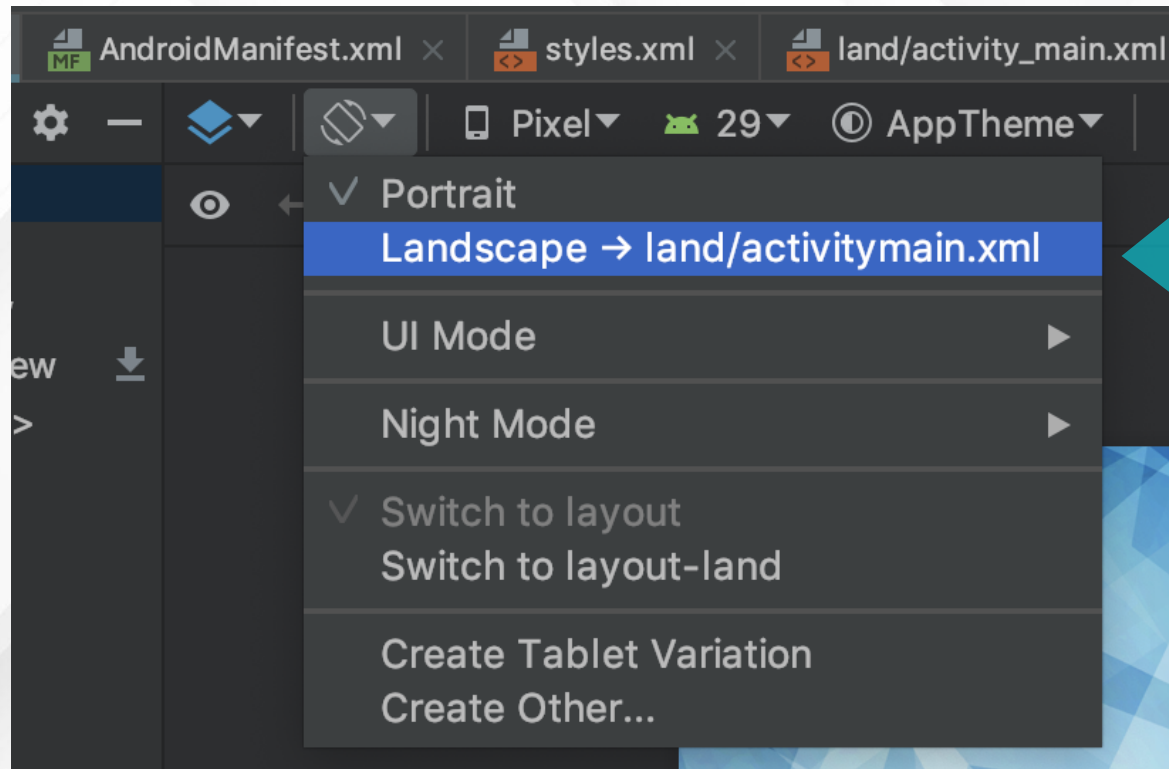 MF AndroidManifest.xml × <> styles.xml × <> land/activity_main.xml
Pixel 29 AppTheme
Portrait
Landscape → land/activitymain.xml
UI Mode
ew
Night Mode
>
Switch to layout
Switch to layout-land
Create Tablet Variation
Create Other...